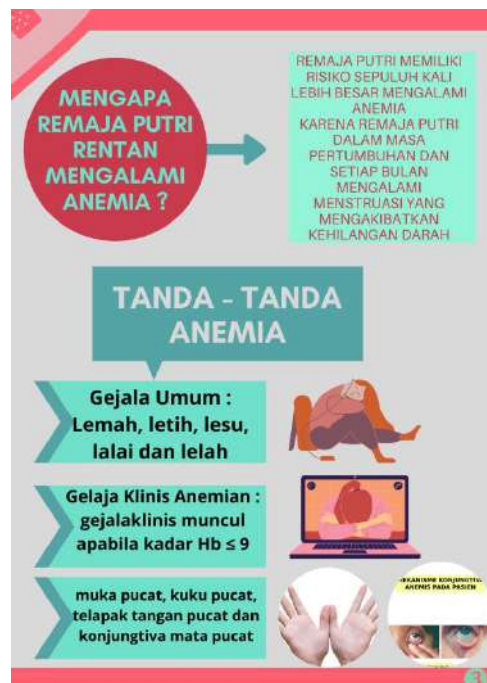 MENGAPA
REMAJA PUTRI
RENTAN
MENGALAMI
ANEMIA ?
REMAJA PUTRI MEMILIKI
RISIKO SEPULUH KALI
LEBIH BESAR MENGALAMI
ANEMIA
KARENA REMAJA PUTRI
DALAM MASA
PERTUMBUHAN DAN
SETIAP BULAN
MENGALAMI
MENSTRUASI YANG
MENGAKIBATKAN
KEHILANGAN DARAH
TANDA - TANDA
ANEMIA
Gejala Umum :
Lemah, letih, lesu,
lalai dan lelah
Gelaja Klinis Anemian :
gejalaklinis muncul
apabila kadar Hb ≤ 9
muka pucat, kuku pucat,
telapak tangan pucat dan
konjungtiva mata pucat
ANEMIS PADA PASIEN
3